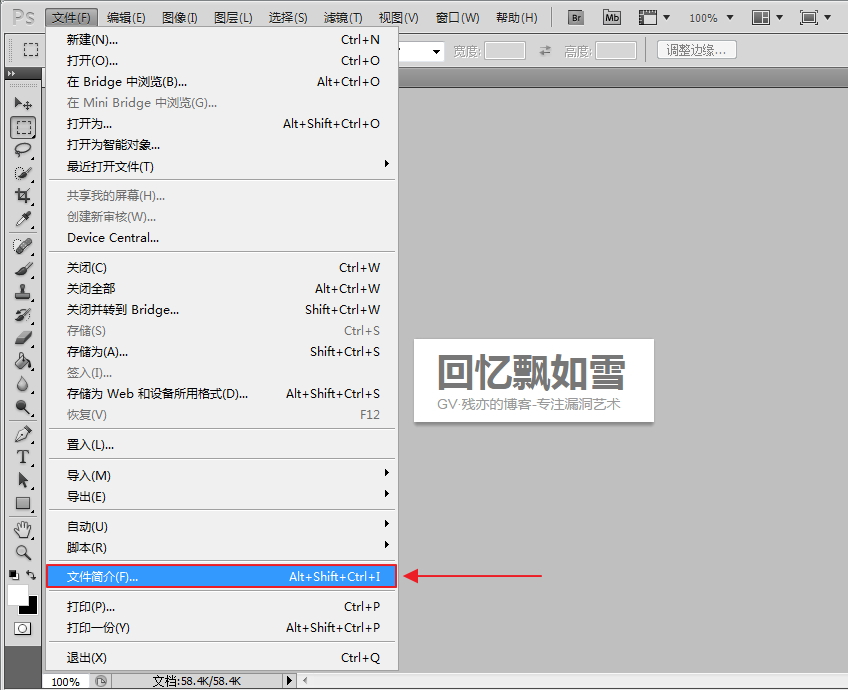 Ps 文件(F) 编辑(E) 图像(I) 图层(L) 选择(S) 滤镜(T) 视图(V) 窗口(W) 帮助(H) Br Mb 100%
宽度: 高度: 调整边缘...
新建(N)... Ctrl+N
打开(O)... Ctrl+O
在 Bridge 中浏览(B)... Alt+Ctrl+O
在 Mini Bridge 中浏览(G)...
打开为... Alt+Shift+Ctrl+O
打开为智能对象...
最近打开文件(T)
共享我的屏幕(H)...
创建新审核(W)...
Device Central...
关闭(C) Ctrl+W
关闭全部 Alt+Ctrl+W
关闭并转到 Bridge... Shift+Ctrl+W
存储(S) Ctrl+S
存储为(A)... Shift+Ctrl+S
签入(I)...
存储为 Web 和设备所用格式(D)... Alt+Shift+Ctrl+S
恢复(V) F12
置入(L)...
导入(M)
导出(E)
自动(U)
脚本(R)
文件简介(F)... Alt+Shift+Ctrl+I
打印(P)... Ctrl+P
打印一份(Y) Alt+Shift+Ctrl+P
退出(X) Ctrl+Q
回忆飘如雪
GV·残亦的博客-专注漏洞艺术
T
100% 文档:58.4K/58.4K